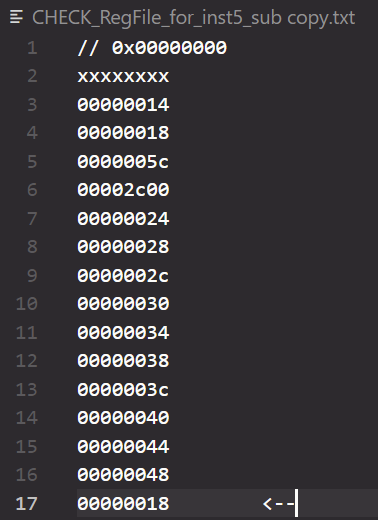 CHECK_RegFile_for_inst5_sub copy.txt
1 // 0x00000000
2 xxxxxxxx
3 00000014
4 00000018
5 0000005c
6 00002c00
7 00000024
8 00000028
9 0000002c
10 00000030
11 00000034
12 00000038
13 0000003c
14 00000040
15 00000044
16 00000048
17 00000018 <--